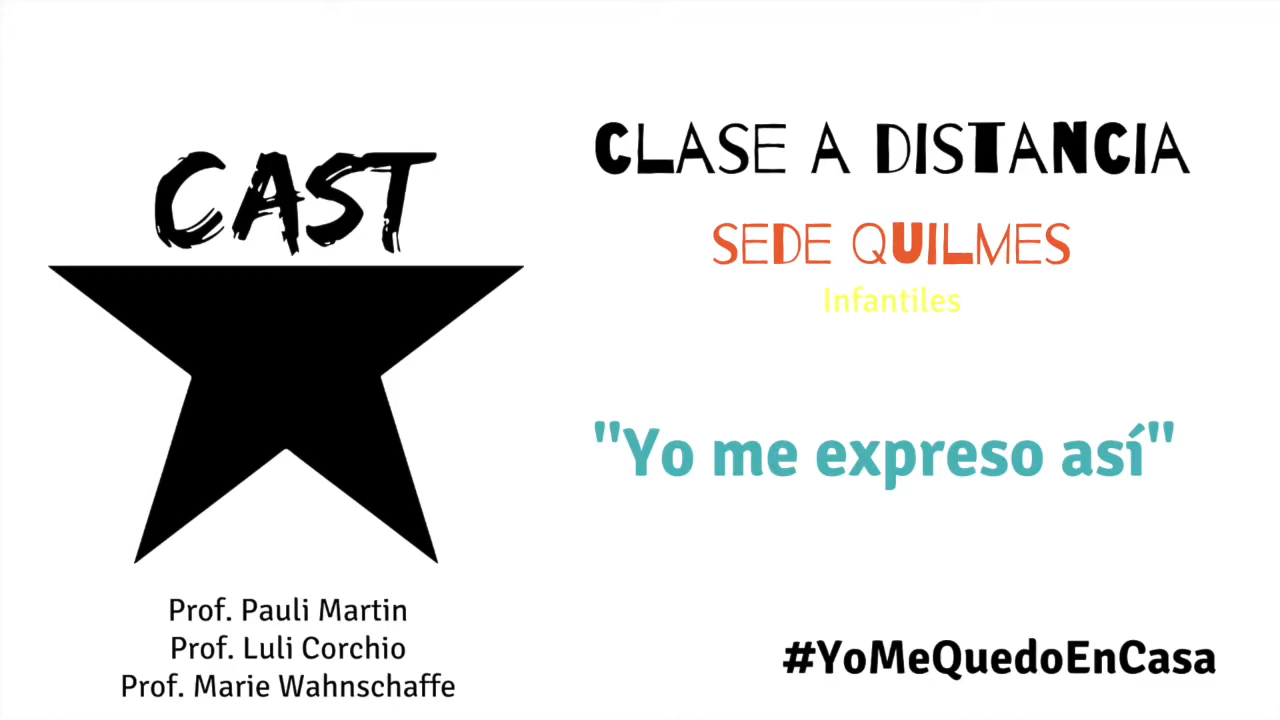 CAST
Prof. Pauli Martin
Prof. Luli Corchio
Prof. Marie Wahnschaffe
CLASE A DISTANCIA
SEDE QUILMES
Infantiles
"Yo me expreso así"
#YoMeQuedoEnCasa